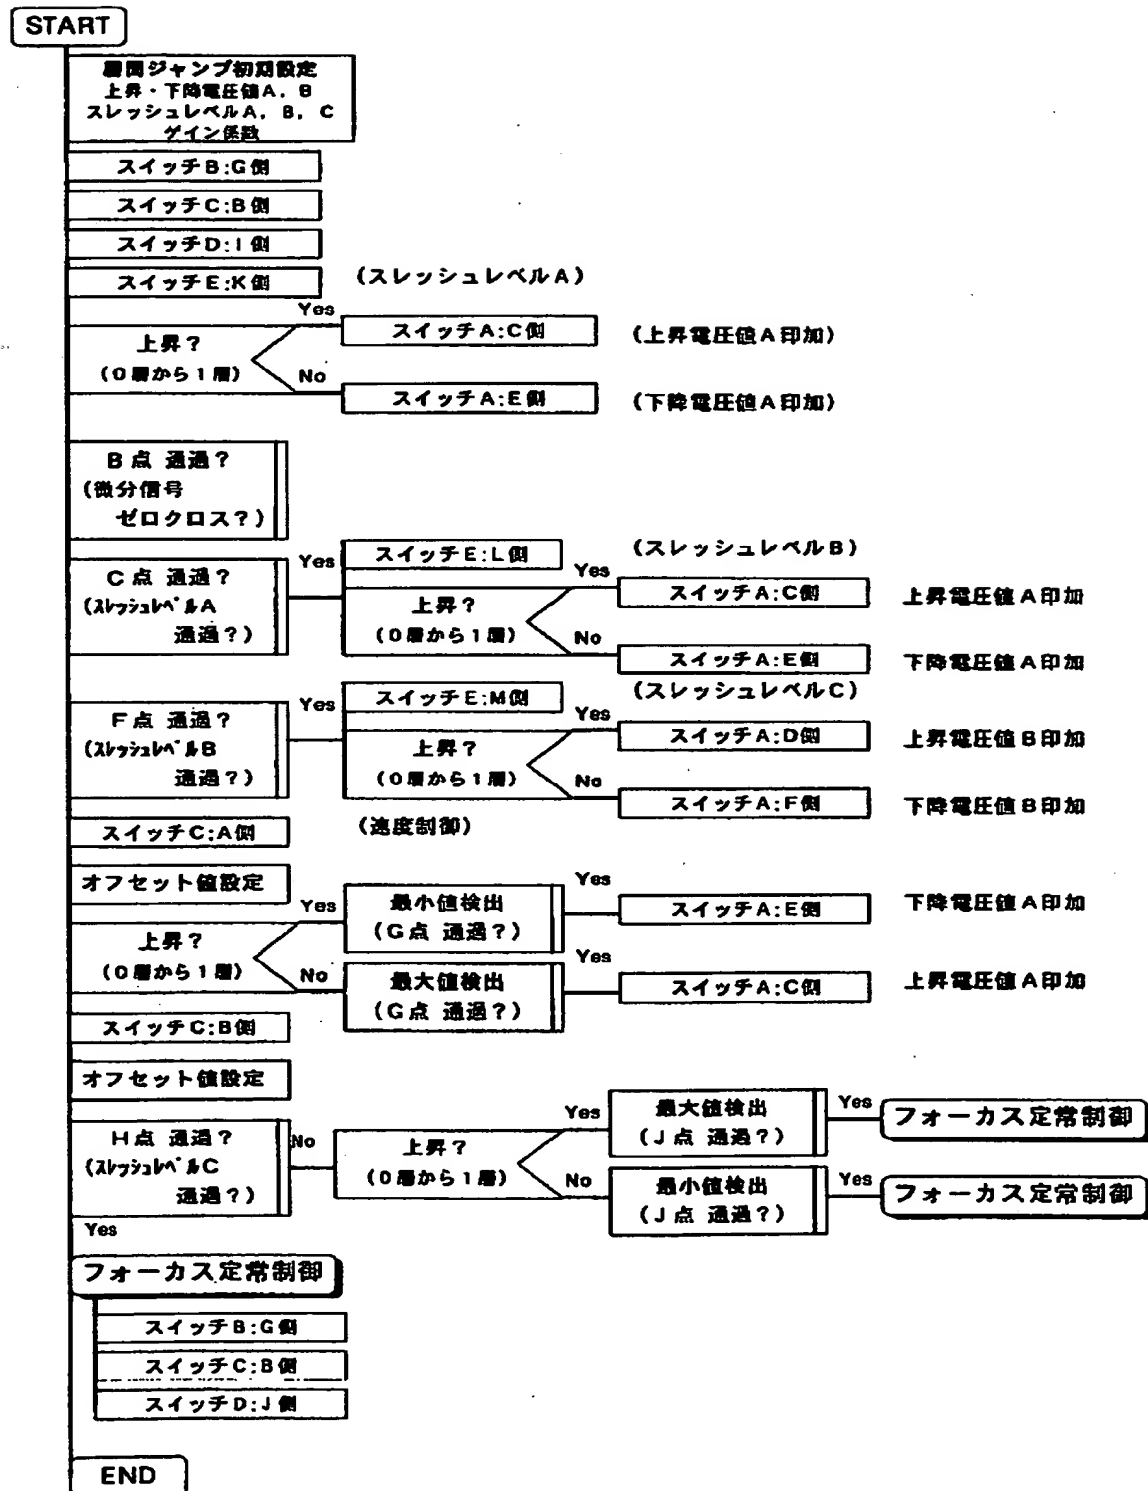 START
層間ジャンプ初期設定
上昇・下降電圧値A, B
スレッシュレベルA, B, C
ゲイン係数
スイッチB:G側
スイッチC:B側
スイッチD:I側
スイッチE:K側
(スレッシュレベルA)
上昇?
(0層から1層)
Yes
スイッチA:C側
(上昇電圧値A印加)
No
スイッチA:E側
(下降電圧値A印加)
B点 通過?
(微分信号
ゼロクロス?)
C点 通過?
(スレッシュレベルA
通過?)
Yes
スイッチE:L側
(スレッシュレベルB)
上昇?
(0層から1層)
Yes
スイッチA:C側
上昇電圧値A印加
No
スイッチA:E側
下降電圧値A印加
F点 通過?
(スレッシュレベルB
通過?)
Yes
スイッチE:M側
(スレッシュレベルC)
上昇?
(0層から1層)
Yes
スイッチA:D側
上昇電圧値B印加
No
スイッチA:F側
下降電圧値B印加
スイッチC:A側
(速度制御)
オフセット値設定
上昇?
(0層から1層)
Yes
最小値検出
(G点 通過?)
Yes
スイッチA:E側
下降電圧値A印加
No
最大値検出
(G点 通過?)
Yes
スイッチA:C側
上昇電圧値A印加
スイッチC:B側
オフセット値設定
H点 通過?
(スレッシュレベルC
通過?)
No
上昇?
(0層から1層)
Yes
最大値検出
(J点 通過?)
Yes
フォーカス定常制御
No
最小値検出
(J点 通過?)
Yes
フォーカス定常制御
Yes
フォーカス定常制御
スイッチB:G側
スイッチC:B側
スイッチD:J側
END